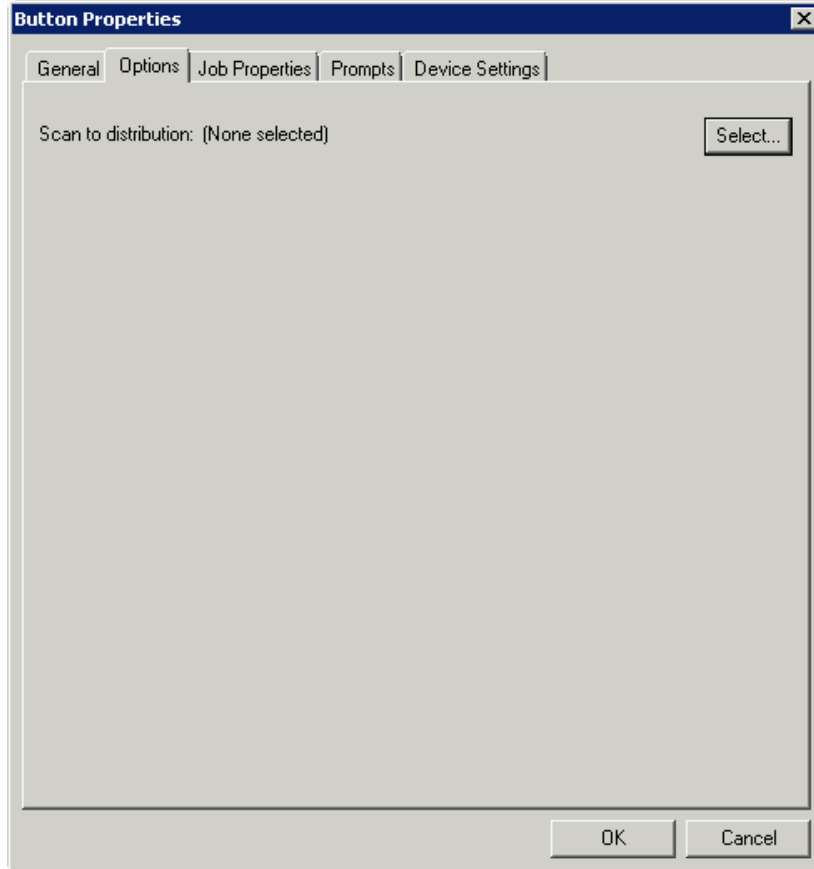 Button Properties
General Options Job Properties Prompts Device Settings
Scan to distribution: (None selected) Select...
OK Cancel